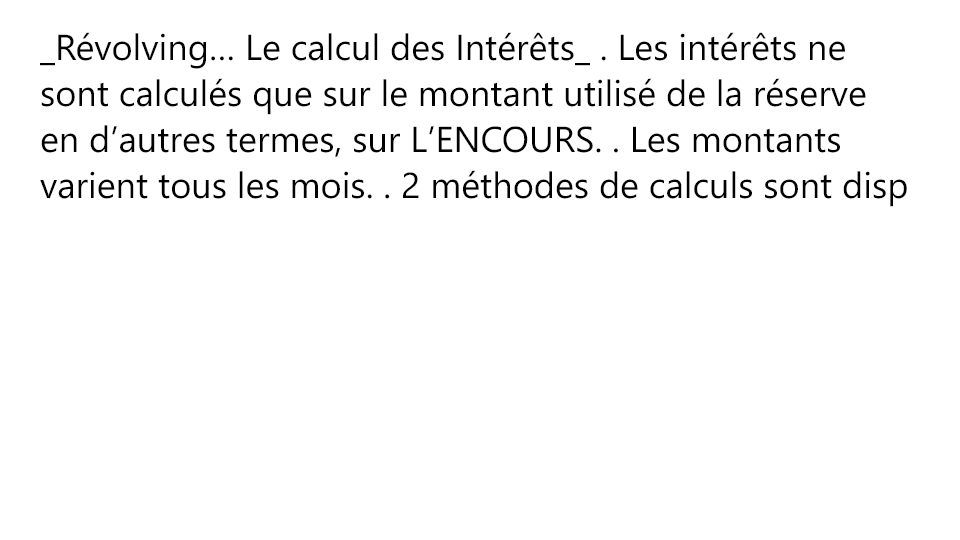 _Révolving… Le calcul des Intérêts_ . Les intérêts ne
sont calculés que sur le montant utilisé de la réserve
en d’autres termes, sur L’ENCOURS. . Les montants
varient tous les mois. . 2 méthodes de calculs sont disp